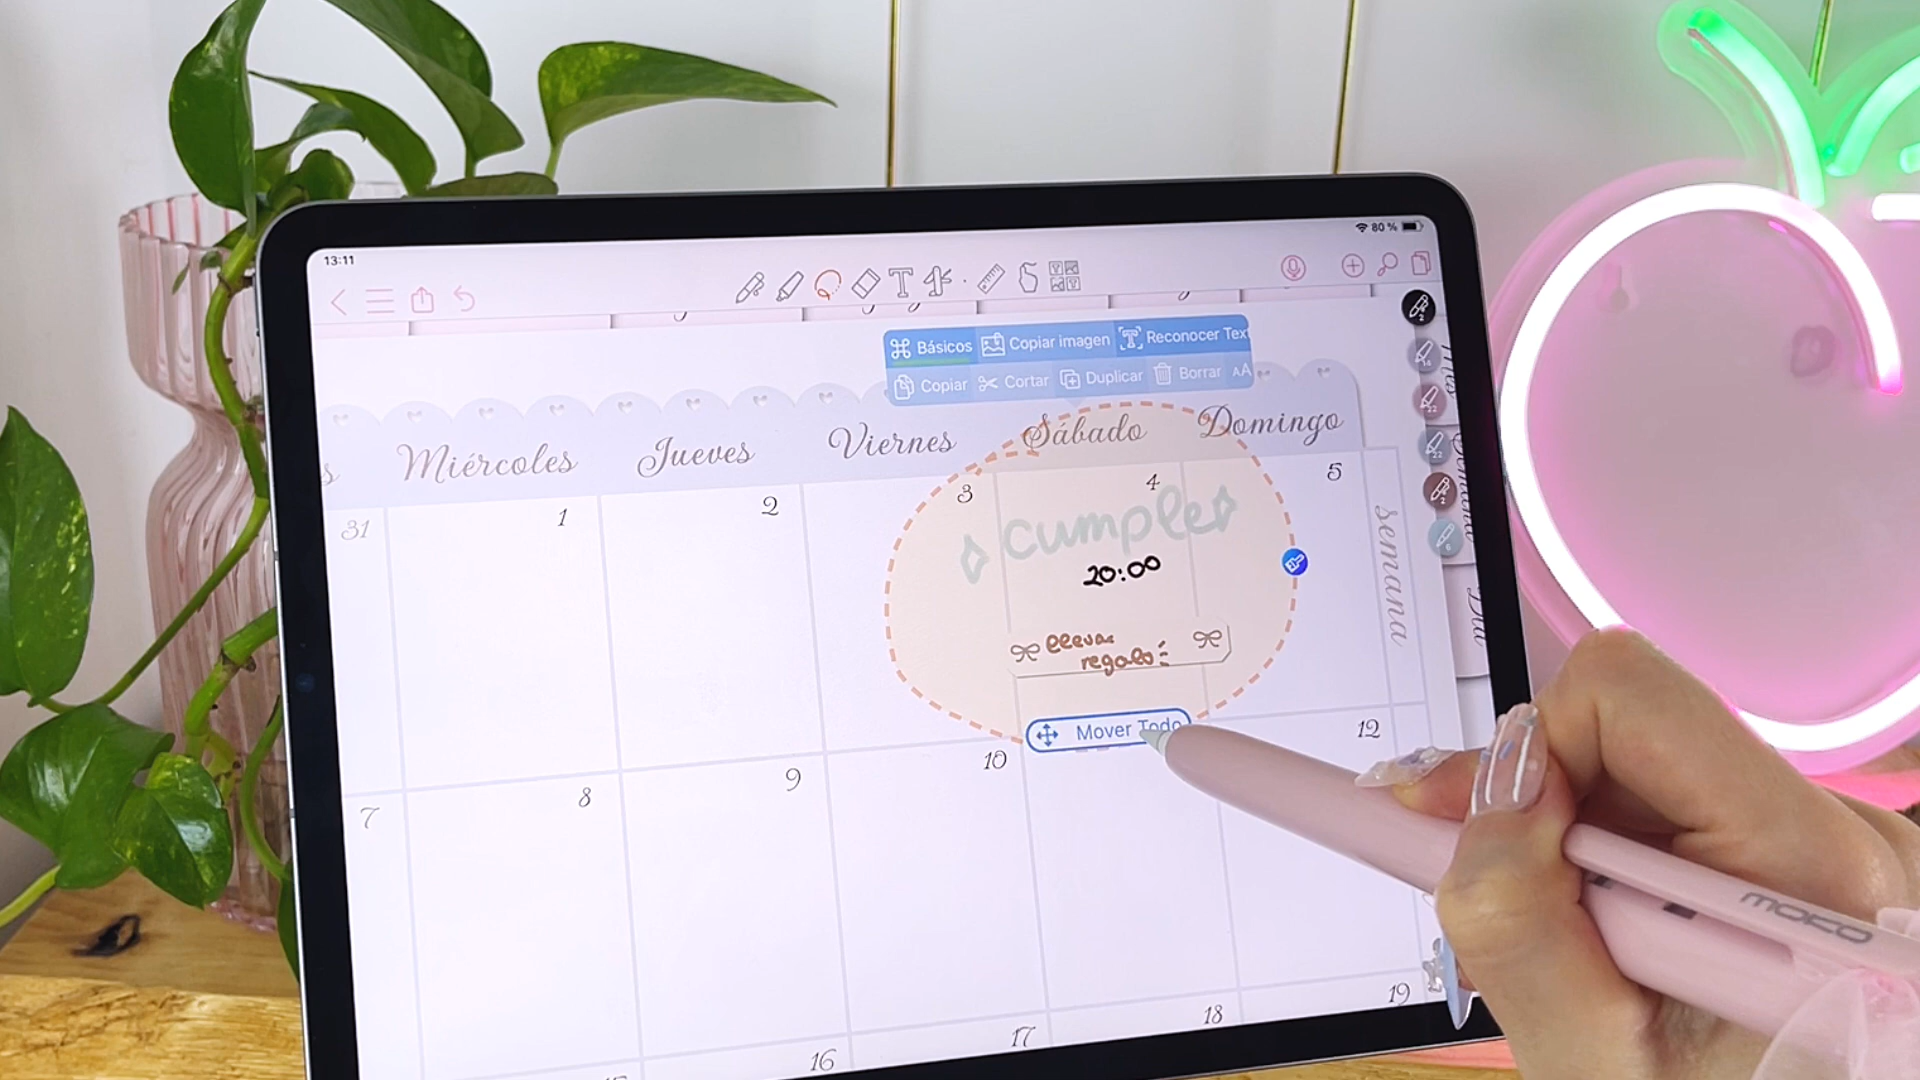 13:11
80 %
Básicos Copiar imagen Reconocer Tex
Copiar Cortar Duplicar Borrar AA
s Miércoles Jueves Viernes Sábado Domingo
31 1 2 3 4 5
cumple
20:00
llevar
regalo
semana
Mover Todo
7 8 9 10 12
16 17 18 19
Día
MOKO